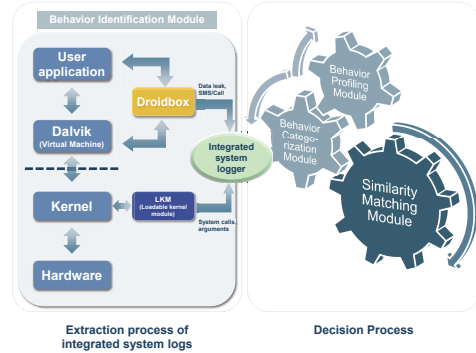 Behavior Identification Module
User
application
Droidbox
Data leak,
SMS/Call
Dalvik
(Virtual Machine)
Integrated
system
logger
Kernel
LKM
(Loadable kernel
module)
System calls,
arguments
Hardware
Behavior
Profiling
Module
Behavior
Catego-
rization
Module
Similarity
Matching
Module
Extraction process of
integrated system logs
Decision Process